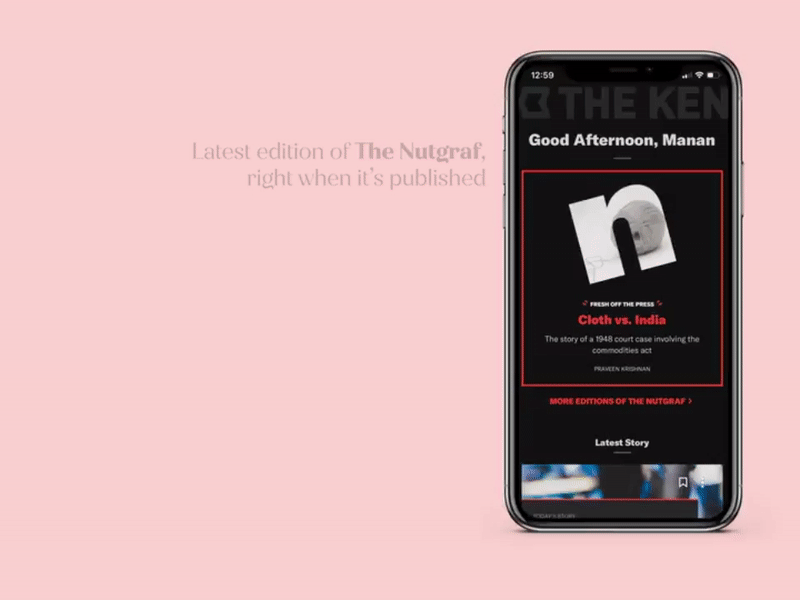 Latest edition of The Nutgraf,
right when it's published
12:59
THE KEN
Good Afternoon, Manan
n
FRESH OFF THE PRESS
Cloth vs. India
The story of a 1948 court case involving the
commodities act
PRAVEEN KRISHNAN
MORE EDITIONS OF THE NUTGRAF >
Latest Story